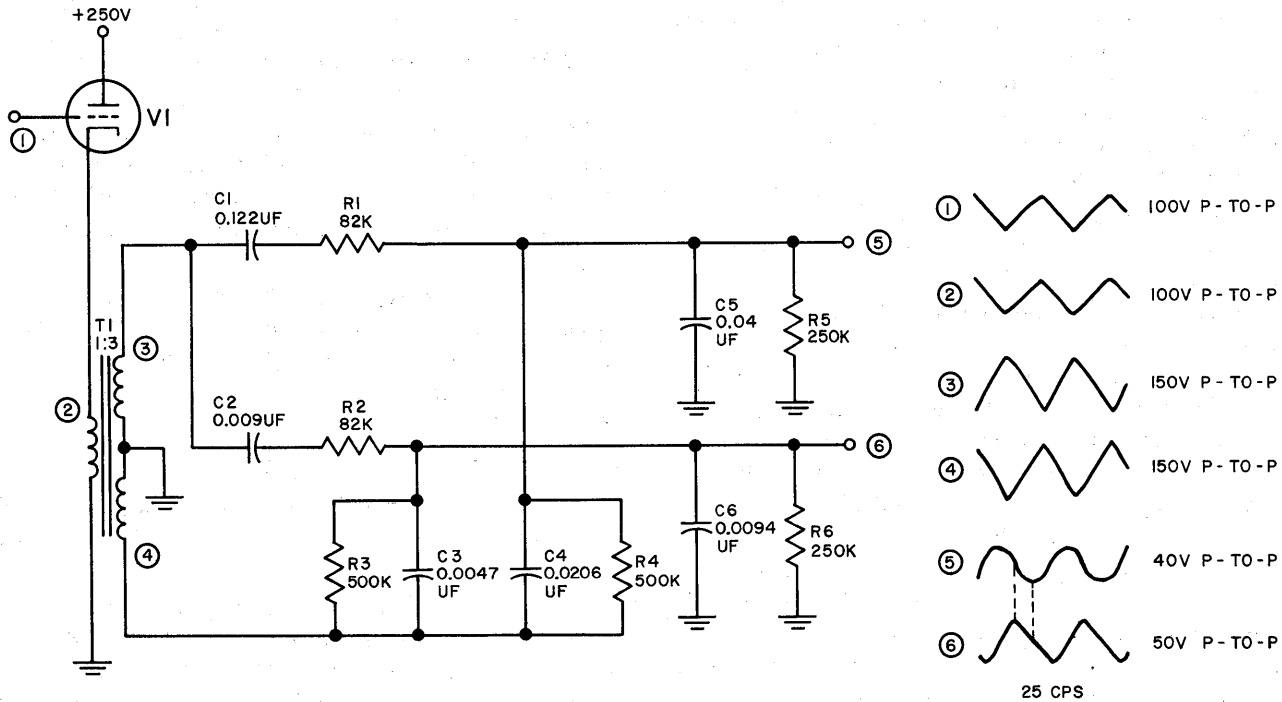 +250V
V1
①
C1
0.122UF
R1
82K
⑤
T1
1:3
③
②
C2
0.009UF
R2
82K
C5
0.04
UF
R5
250K
⑥
④
R3
500K
C3
0.0047
UF
C4
0.0206
UF
R4
500K
C6
0.0094
UF
R6
250K
① 100V P-TO-P
② 100V P-TO-P
③ 150V P-TO-P
④ 150V P-TO-P
⑤ 40V P-TO-P
⑥ 50V P-TO-P
25 CPS